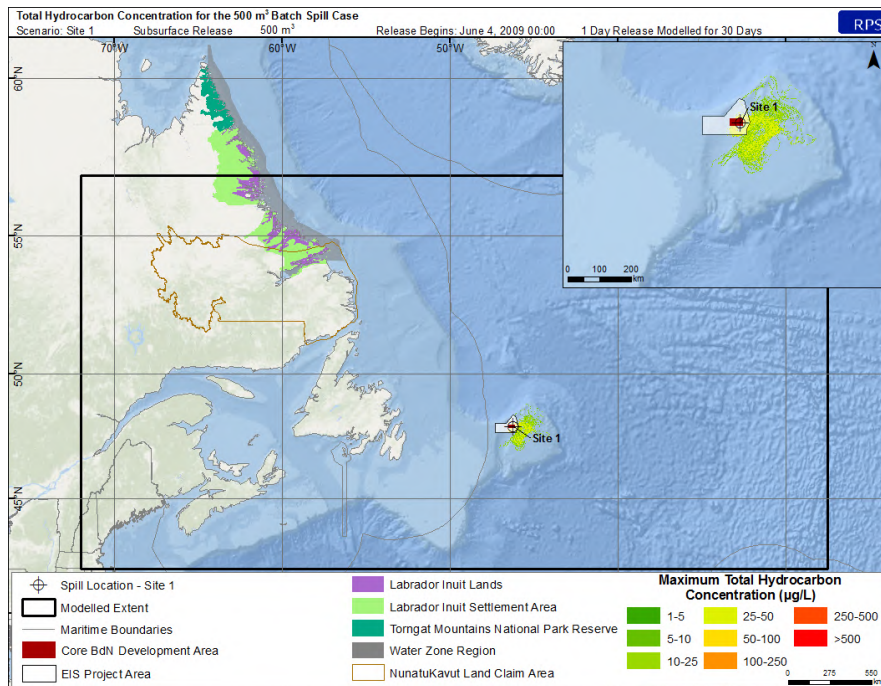 Total Hydrocarbon Concentration for the 500 m³ Batch Spill Case
Scenario: Site 1 Subsurface Release 500 m³ Release Begins: June 4, 2009 00:00 1 Day Release Modelled for 30 Days
RPS
70°W 60°W 50°W
60°N
55°N
50°N
45°N
Site 1
0 100 200
km
Site 1
Spill Location - Site 1
Modelled Extent
Maritime Boundaries
Core BdN Development Area
EIS Project Area
Labrador Inuit Lands
Labrador Inuit Settlement Area
Torngat Mountains National Park Reserve
Water Zone Region
NunatuKavut Land Claim Area
Maximum Total Hydrocarbon
Concentration (µg/L)
1-5 25-50 250-500
5-10 50-100 >500
10-25 100-250
0 275 550
km